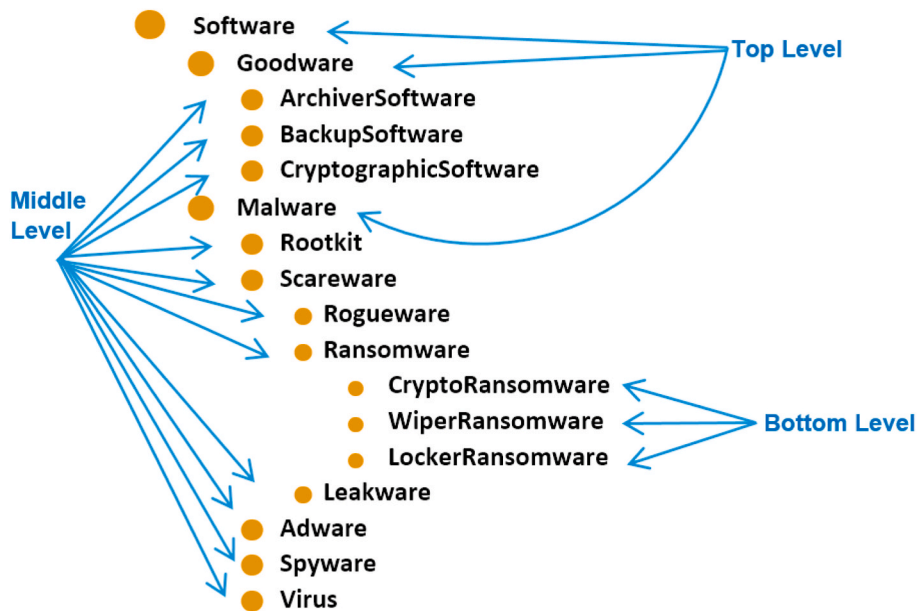 Software
Top Level
Goodware
ArchiverSoftware
BackupSoftware
CryptographicSoftware
Middle
Level
Malware
Rootkit
Scareware
Rogueware
Ransomware
CryptoRansomware
WiperRansomware
Bottom Level
LockerRansomware
Leakware
Adware
Spyware
Virus